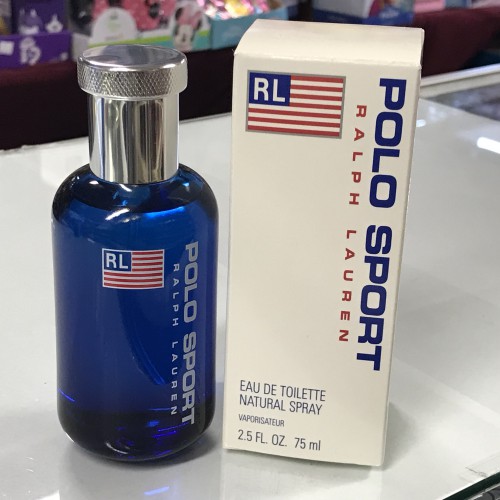 RL
POLO SPORT
RALPH LAUREN
RL
POLO SPORT
RALPH LAUREN
EAU DE TOILETTE
NATURAL SPRAY
VAPORISATEUR
2.5 FL. OZ. 75 ml